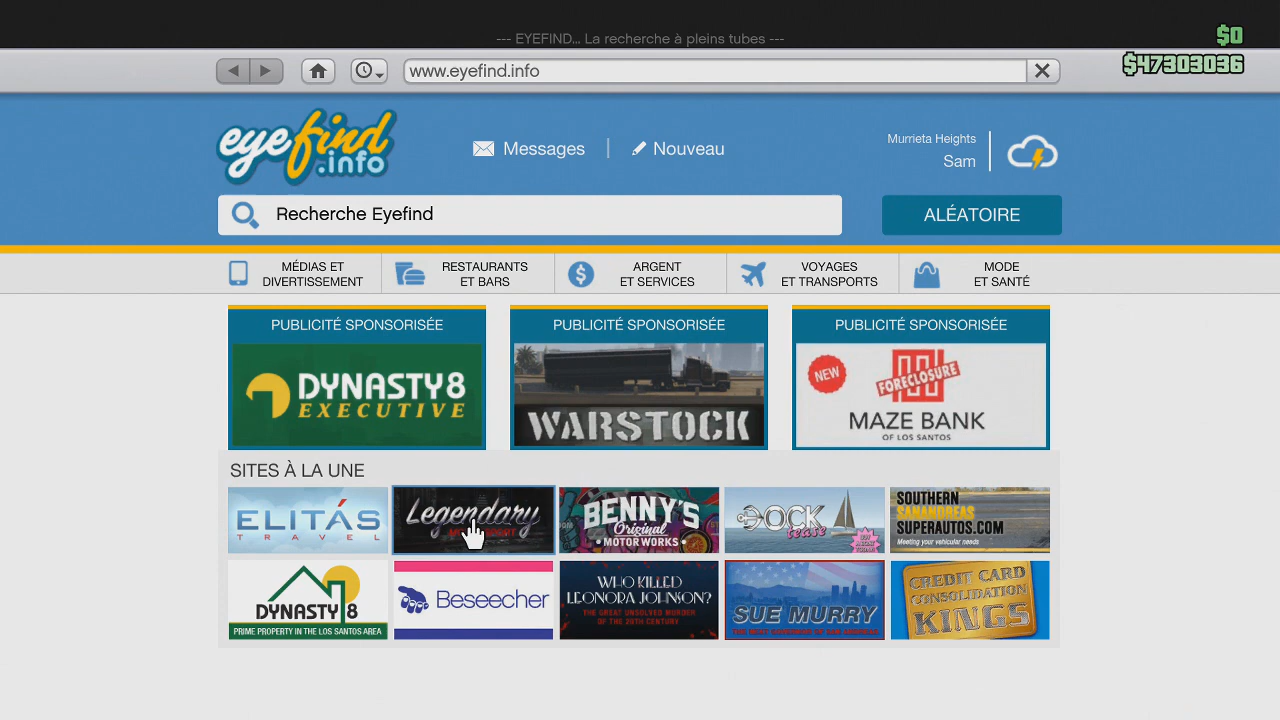 --- EYEFIND... La recherche à pleins tubes ---
$0
$47303036
www.eyefind.info
eyefind
.info
Messages
Nouveau
Murrieta Heights
Sam
Recherche Eyefind
ALÉATOIRE
MÉDIAS ET
DIVERTISSEMENT
RESTAURANTS
ET BARS
ARGENT
ET SERVICES
VOYAGES
ET TRANSPORTS
MODE
ET SANTÉ
PUBLICITÉ SPONSORISÉE
DYNASTY 8
EXECUTIVE
PUBLICITÉ SPONSORISÉE
WARSTOCK
PUBLICITÉ SPONSORISÉE
NEW
FORECLOSURE
MAZE BANK
OF LOS SANTOS
SITES À LA UNE
ELITÁS
TRAVEL
Legendary
BENNY'S
Original
MOTOR WORKS
DOCK
tease
SOUTHERN
SANANDREAS
SUPERAUTOS.COM
Meeting your vehicular needs
DYNASTY 8
PRIME PROPERTY IN THE LOS SANTOS AREA
Beseecher
WHO KILLED
LEONORA JOHNSON?
THE GREAT UNSOLVED MURDER
OF THE 20TH CENTURY
SUE MURRY
CREDIT CARD
CONSOLIDATION
KINGS